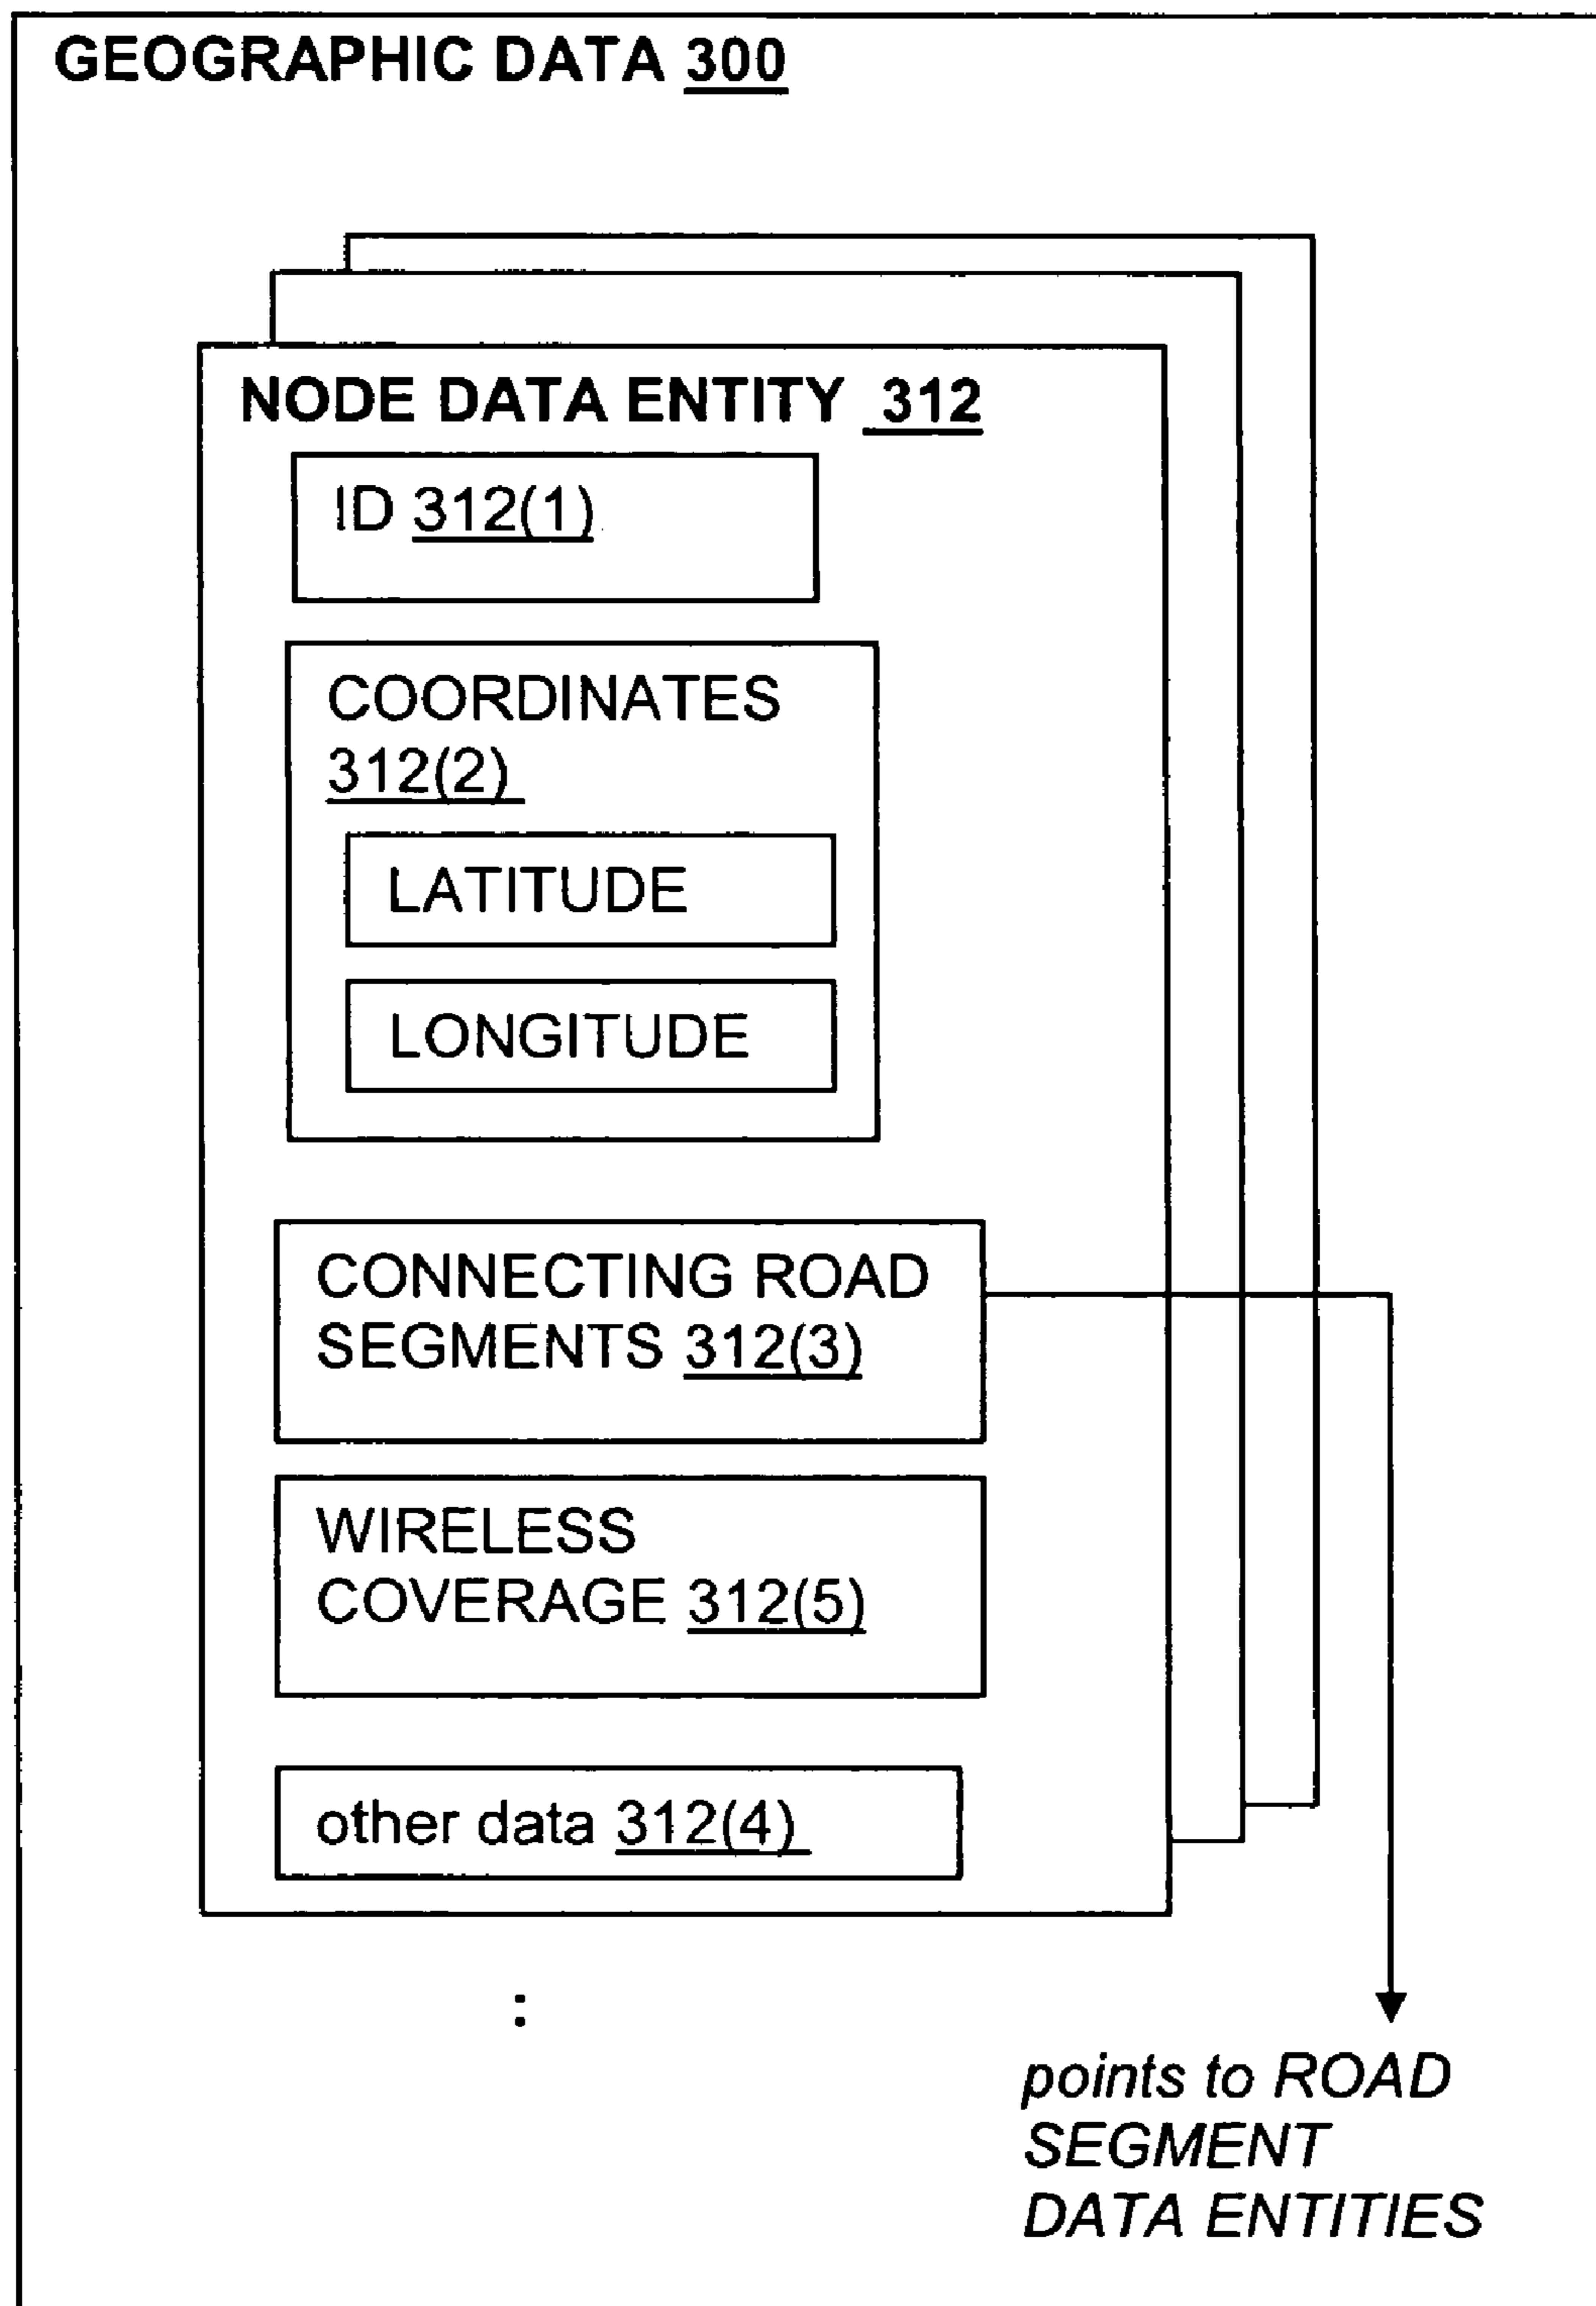 GEOGRAPHIC DATA 300
NODE DATA ENTITY 312
ID 312(1)
COORDINATES
312(2)
LATITUDE
LONGITUDE
CONNECTING ROAD
SEGMENTS 312(3)
WIRELESS
COVERAGE 312(5)
other data 312(4)
:
points to ROAD
SEGMENT
DATA ENTITIES